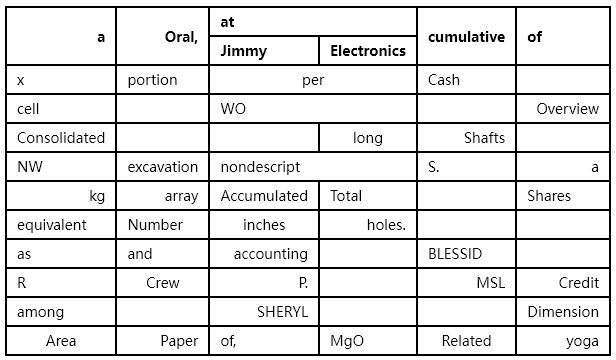 a Oral, at cumulative of
Jimmy Electronics
x portion per Cash
cell WO Overview
Consolidated long Shafts
NW excavation nondescript S. a
kg array Accumulated Total Shares
equivalent Number inches holes.
as and accounting BLESSID
R Crew P. MSL Credit
among SHERYL Dimension
Area Paper of, MgO Related yoga